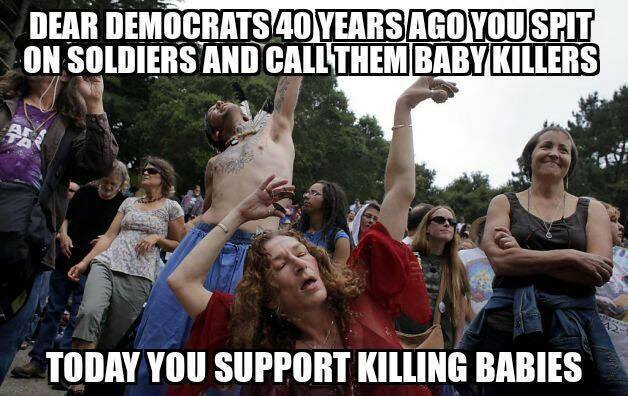 DEAR DEMOCRATS 40 YEARS AGO YOU SPIT
ON SOLDIERS AND CALL THEM BABY KILLERS
TODAY YOU SUPPORT KILLING BABIES